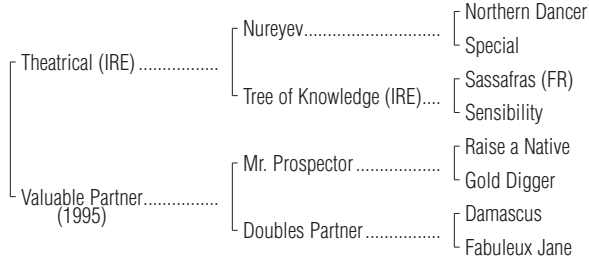 Northern Dancer
Nureyev..............................
Special
Theatrical (IRE) .................
Sassafras (FR)
Tree of Knowledge (IRE)....
Sensibility
Raise a Native
Mr. Prospector ..................
Gold Digger
Valuable Partner................
(1995)
Damascus
Doubles Partner................
Fabuleux Jane